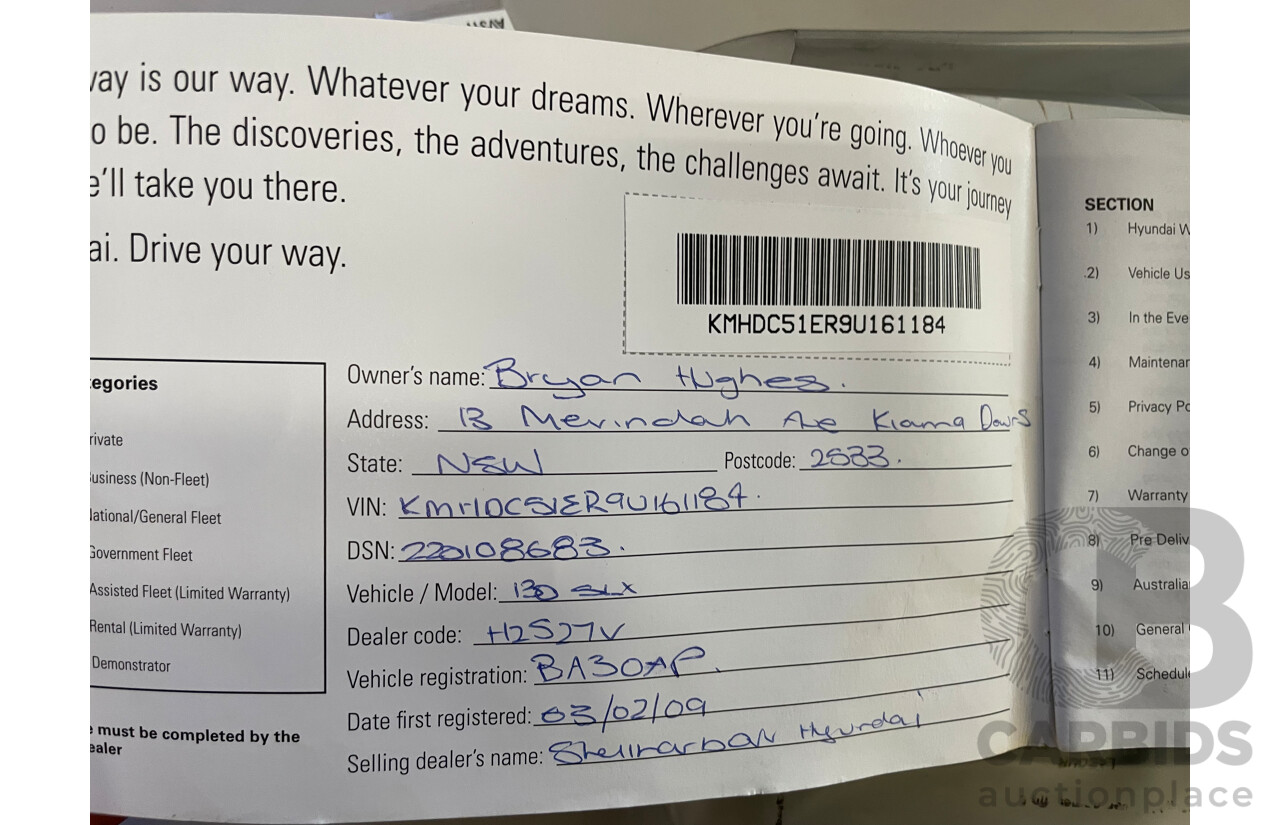 way is our way. Whatever your dreams. Wherever you're going. Whoever you
o be. The discoveries, the adventures, the challenges await. It's your journey
e'll take you there.
ai. Drive your way.
KMHDC51ER9U161184
egories
rivate
usiness (Non-Fleet)
National/General Fleet
Government Fleet
Assisted Fleet (Limited Warranty)
Rental (Limited Warranty)
Demonstrator
e must be completed by the
ealer
Owner's name: Bryan Hughes.
Address: 13 Merindah Ave Kiama Downs
State: NSW Postcode: 2533.
VIN: KMHDC51ER9U161184.
DSN: 220108683.
Vehicle / Model: i30 SLX
Dealer code: H2527V
Vehicle registration: BA30AP.
Date first registered: 03/02/09
Selling dealer's name: Shellharbour Hyundai
SECTION
1) Hyundai W
2) Vehicle Us
3) In the Eve
4) Maintenan
5) Privacy Po
6) Change o
7) Warranty
8) Pre Deliv
9) Australia
10) General
11) Schedul
CARBIDS
auctionplace